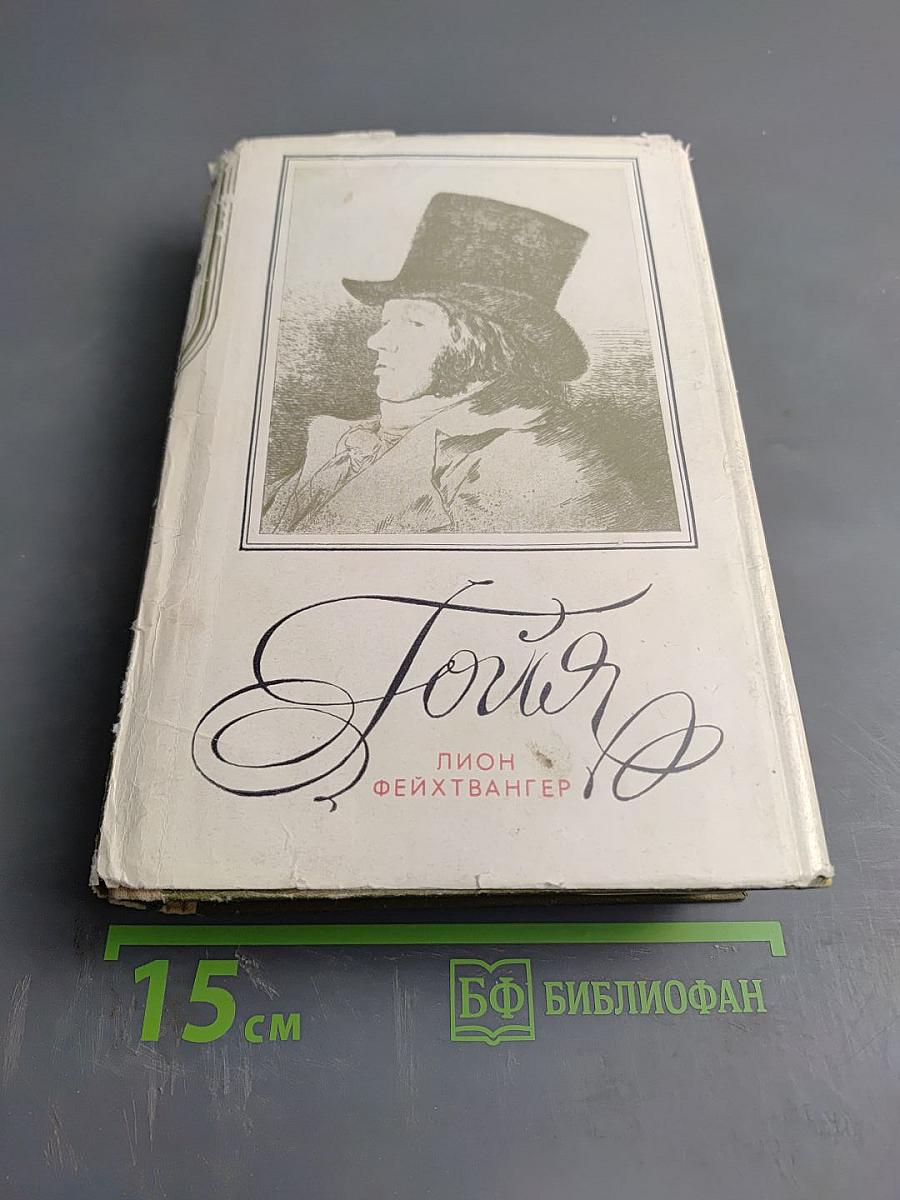 Гойя
ЛИОН
ФЕЙХТВАНГЕР
15 см
БФ БИБЛИОФАН